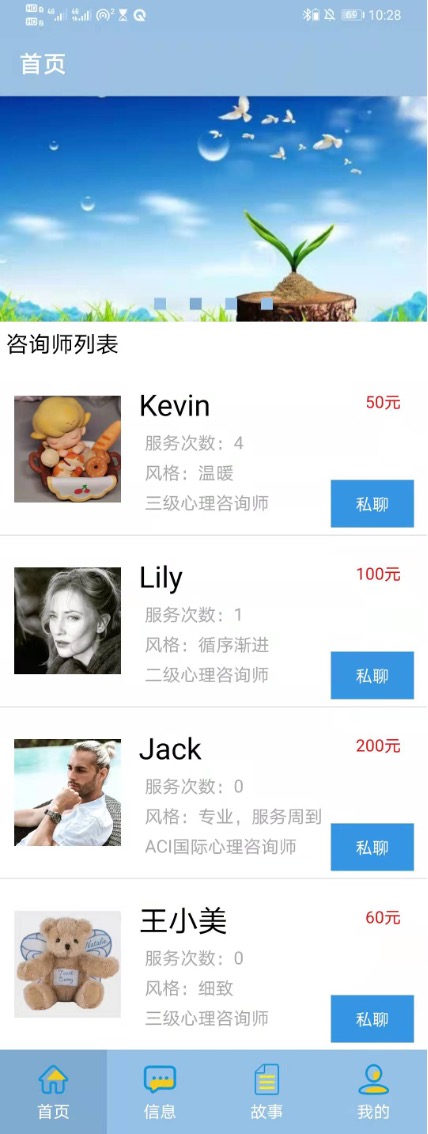 10:28
首页
咨询师列表
Kevin
50元
服务次数：4
风格：温暖
三级心理咨询师
私聊
Lily
100元
服务次数：1
风格：循序渐进
二级心理咨询师
私聊
Jack
200元
服务次数：0
风格：专业，服务周到
ACI国际心理咨询师
私聊
王小美
60元
服务次数：0
风格：细致
三级心理咨询师
私聊
首页
信息
故事
我的